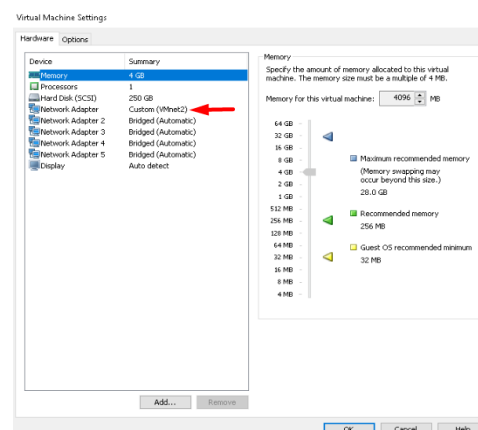 Virtual Machine Settings
Hardware Options
Device Summary
Memory 4 GB
Processors 1
Hard Disk (SCSI) 250 GB
Network Adapter Custom (VMnet2)
Network Adapter 2 Bridged (Automatic)
Network Adapter 3 Bridged (Automatic)
Network Adapter 4 Bridged (Automatic)
Network Adapter 5 Bridged (Automatic)
Display Auto detect
Add... Remove
Memory
Specify the amount of memory allocated to this virtual
machine. The memory size must be a multiple of 4 MB.
Memory for this virtual machine: 4096 MB
64 GB
32 GB
16 GB
8 GB
4 GB
2 GB
1 GB
512 MB
256 MB
128 MB
64 MB
32 MB
16 MB
8 MB
4 MB
Maximum recommended memory
(Memory swapping may
occur beyond this size.)
28.0 GB
Recommended memory
256 MB
Guest OS recommended minimum
32 MB
OK Cancel Help